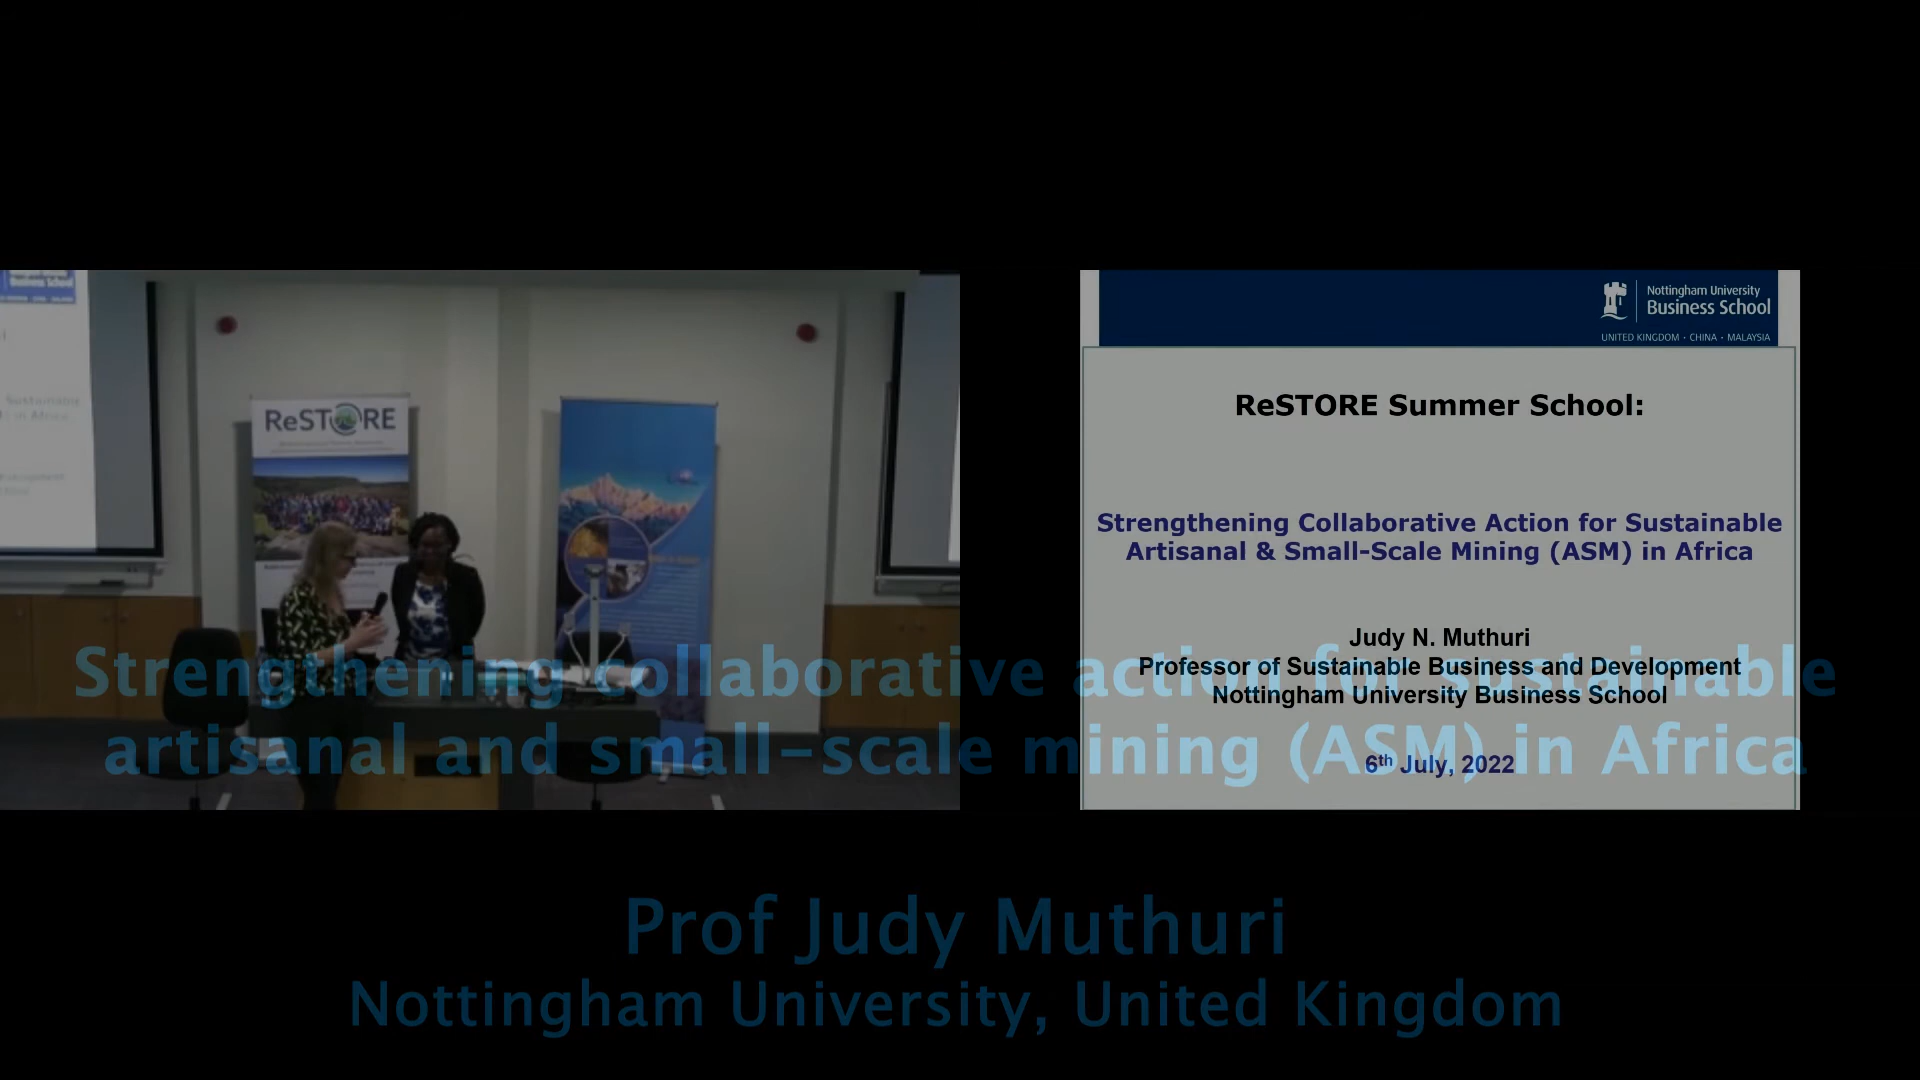 Business School
ReSTORE
Nottingham University
Business School
UNITED KINGDOM • CHINA • MALAYSIA
ReSTORE Summer School:
Strengthening Collaborative Action for Sustainable
Artisanal & Small-Scale Mining (ASM) in Africa
Judy N. Muthuri
Professor of Sustainable Business and Development
Nottingham University Business School
6th July, 2022
Strengthening collaborative action for sustainable
artisanal and small-scale mining (ASM) in Africa
Prof Judy Muthuri
Nottingham University, United Kingdom